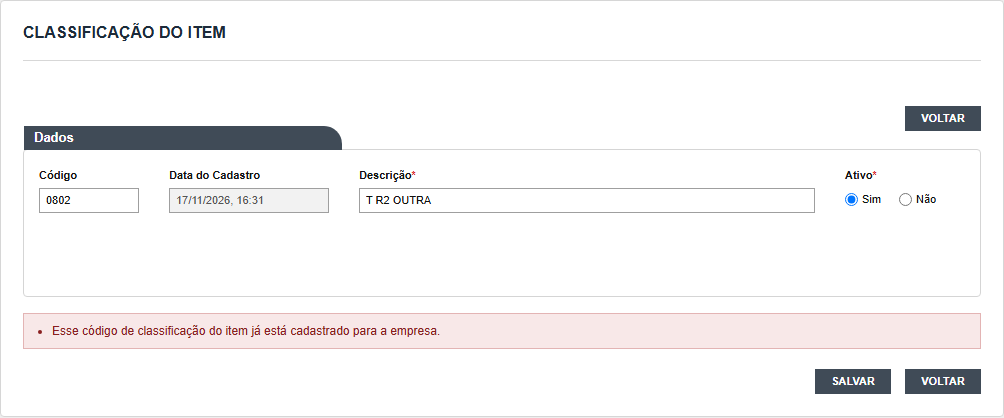 CLASSIFICAÇÃO DO ITEM
VOLTAR
Dados
Código Data do Cadastro Descrição* Ativo*
0802 17/11/2026, 16:31 T R2 OUTRA Sim Não
Esse código de classificação do item já está cadastrado para a empresa.
SALVAR VOLTAR